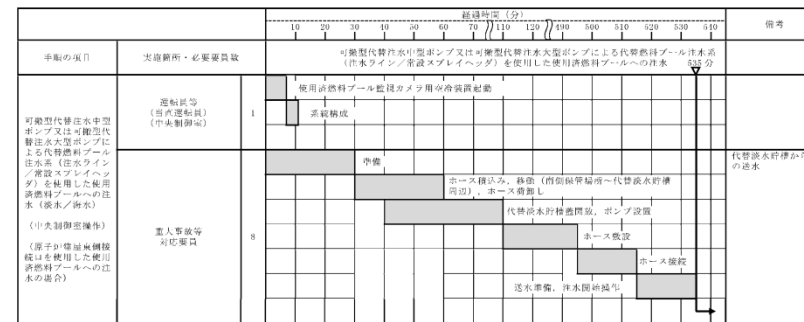 経過時間(分)
備考
10 20 30 40 50 60 70 110 120 490 500 510 520 530 540
手順の項目
実施箇所・必要要員数
可搬型代替注水中型ポンプ又は可搬型代替注水大型ポンプによる代替燃料プール注水系
(注水ライン/常設スプレイヘッダ)を使用した使用済燃料プールへの注水 535分
可搬型代替注水中型
ポンプ又は可搬型代
替注水大型ポンプに
よる代替燃料プール
注水系(注水ライン
/常設スプレイヘッ
ダ)を使用した使用
済燃料プールへの注
水(淡水/海水)
(中央制御室操作)
(原子炉建屋東側接
続口を使用した使用
済燃料プールへの注
水の場合)
運転員等
(当直運転員)
(中央制御室)
1
使用済燃料プール監視カメラ用空冷装置起動
系統構成
重大事故等
対応要員
8
準備
ホース積込み,移動(南側保管場所~代替淡水貯槽
周辺),ホース荷卸し
代替淡水貯槽蓋開放,ポンプ設置
ホース敷設
ホース接続
送水準備,注水開始操作
代替淡水貯槽か
の送水